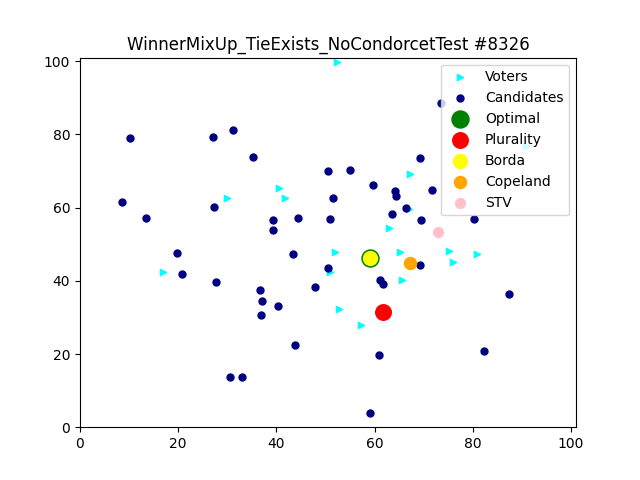 WinnerMixUp_TieExists_NoCondorcetTest #8326
100
80
60
40
20
0
0 20 40 60 80 100
Voters
Candidates
Optimal
Plurality
Borda
Copeland
STV